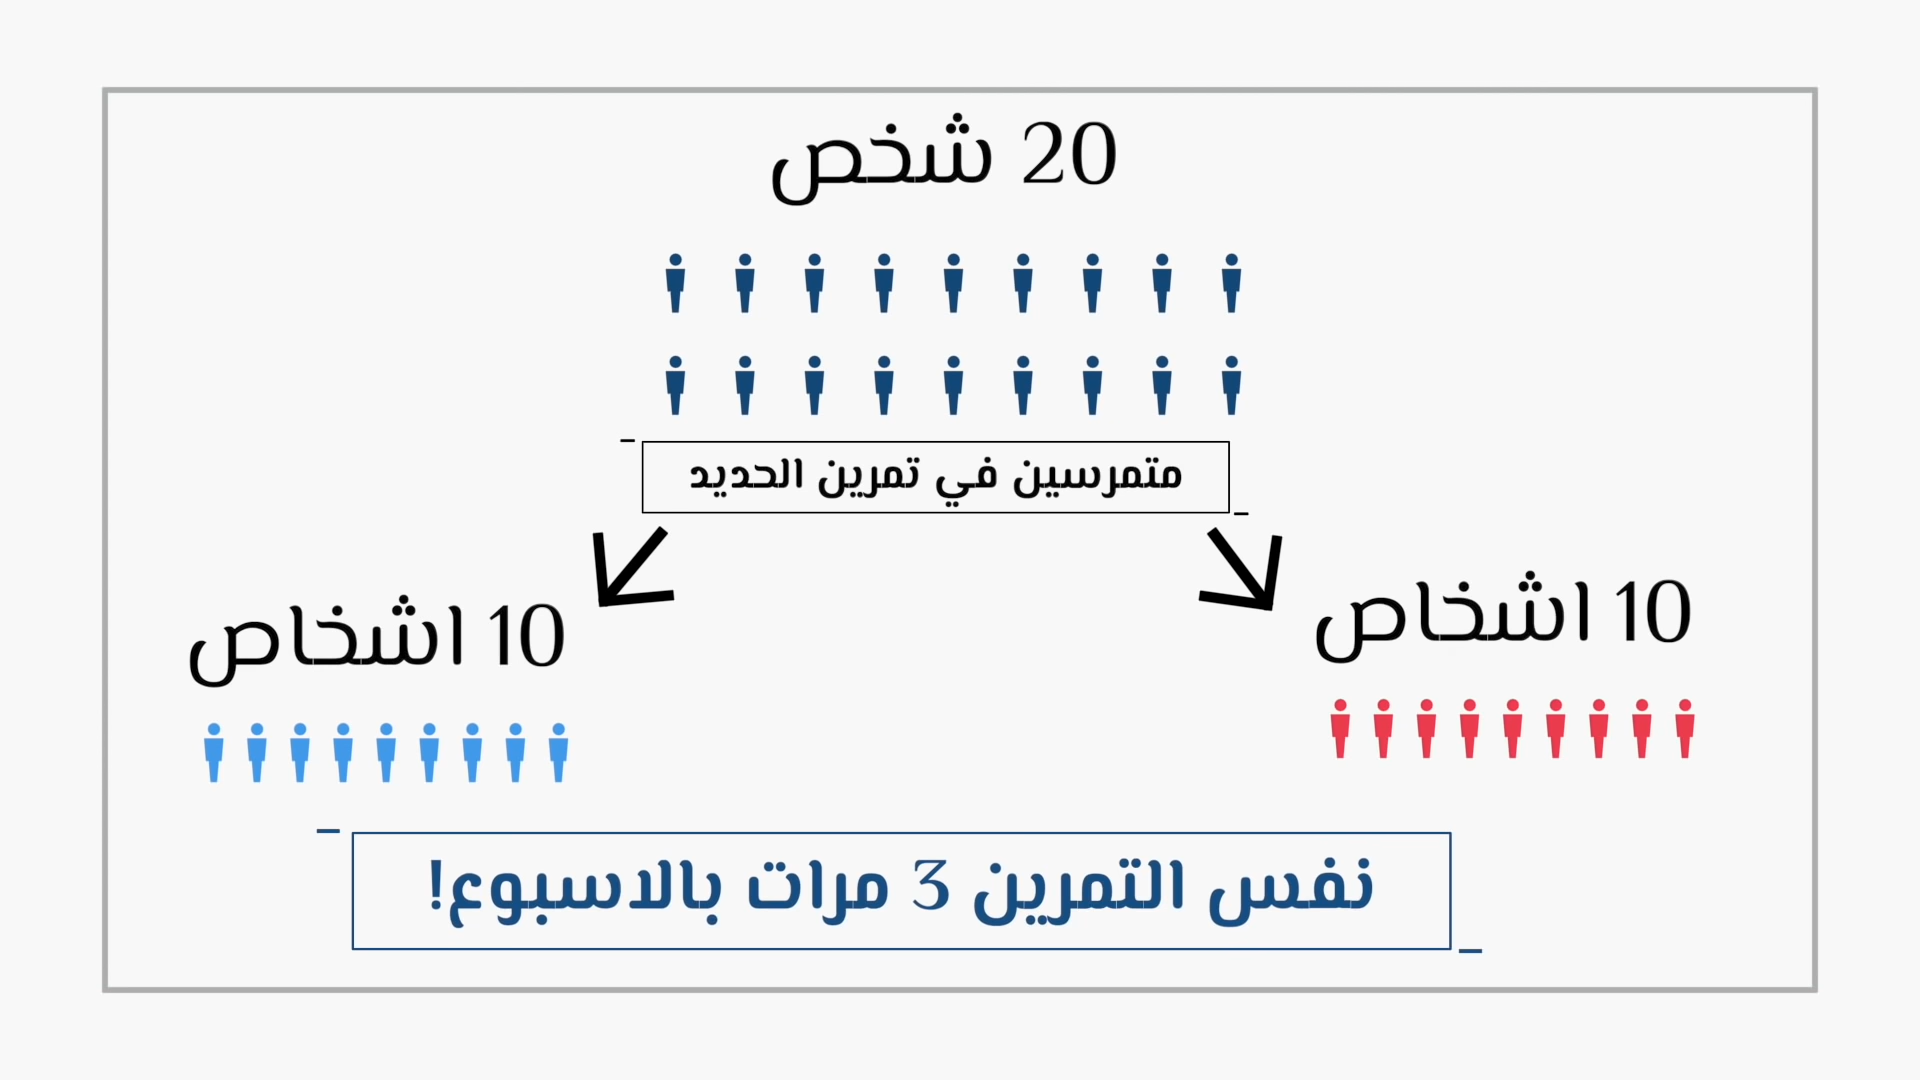 20 شخص
متمرسين في تمرين الحديد
10 اشخاص
10 اشخاص
نفس التمرين 3 مرات بالاسبوع!